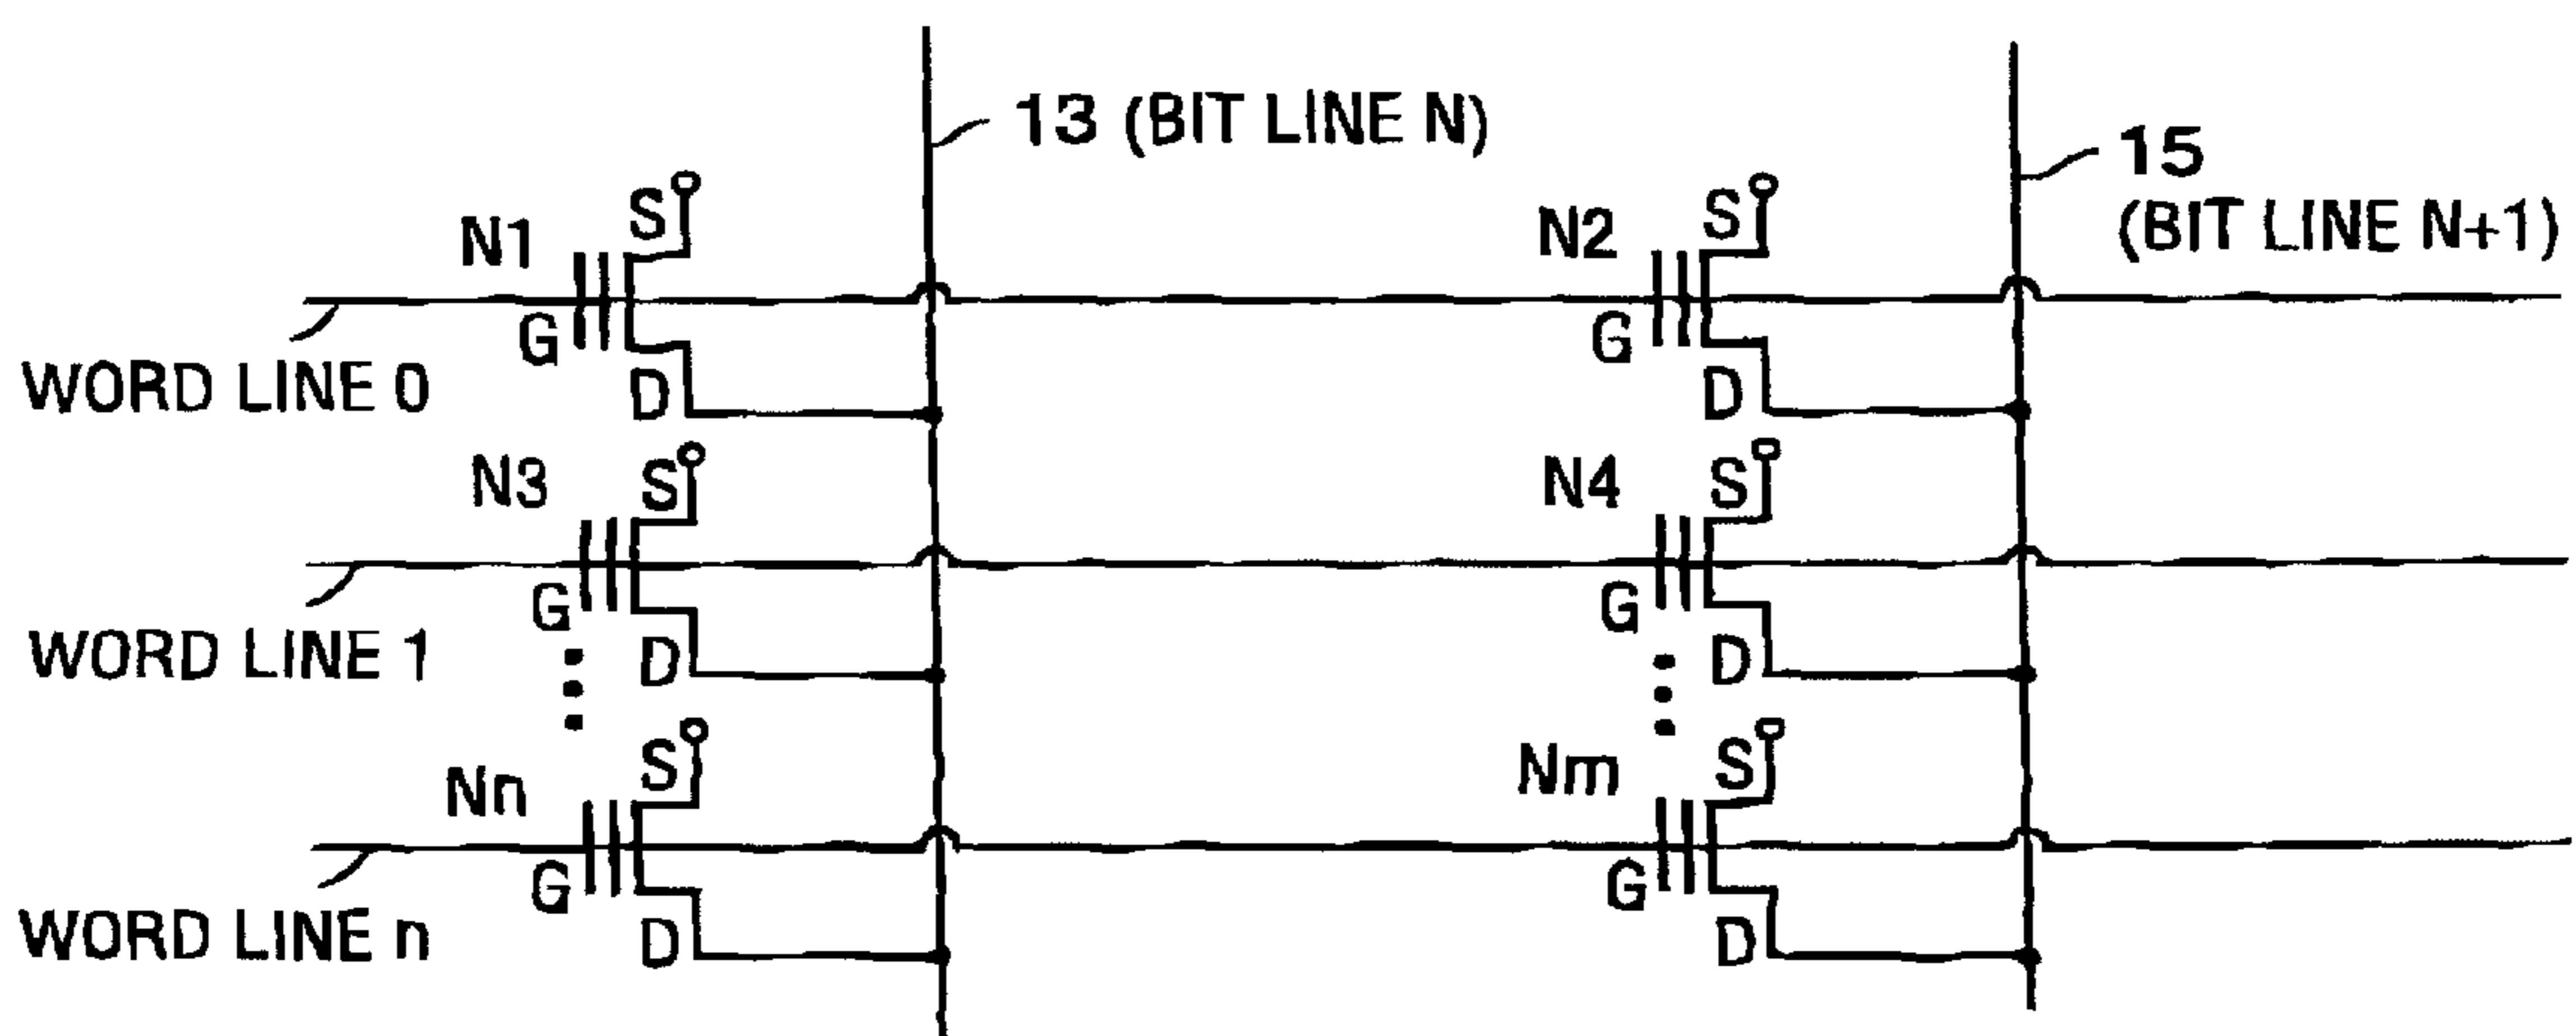 13 (BIT LINE N)
15
(BIT LINE N+1)
N1
S
G
D
N2
S
G
D
WORD LINE 0
N3
S
G
D
N4
S
G
D
WORD LINE 1
Nn
S
G
D
Nm
S
G
D
WORD LINE n